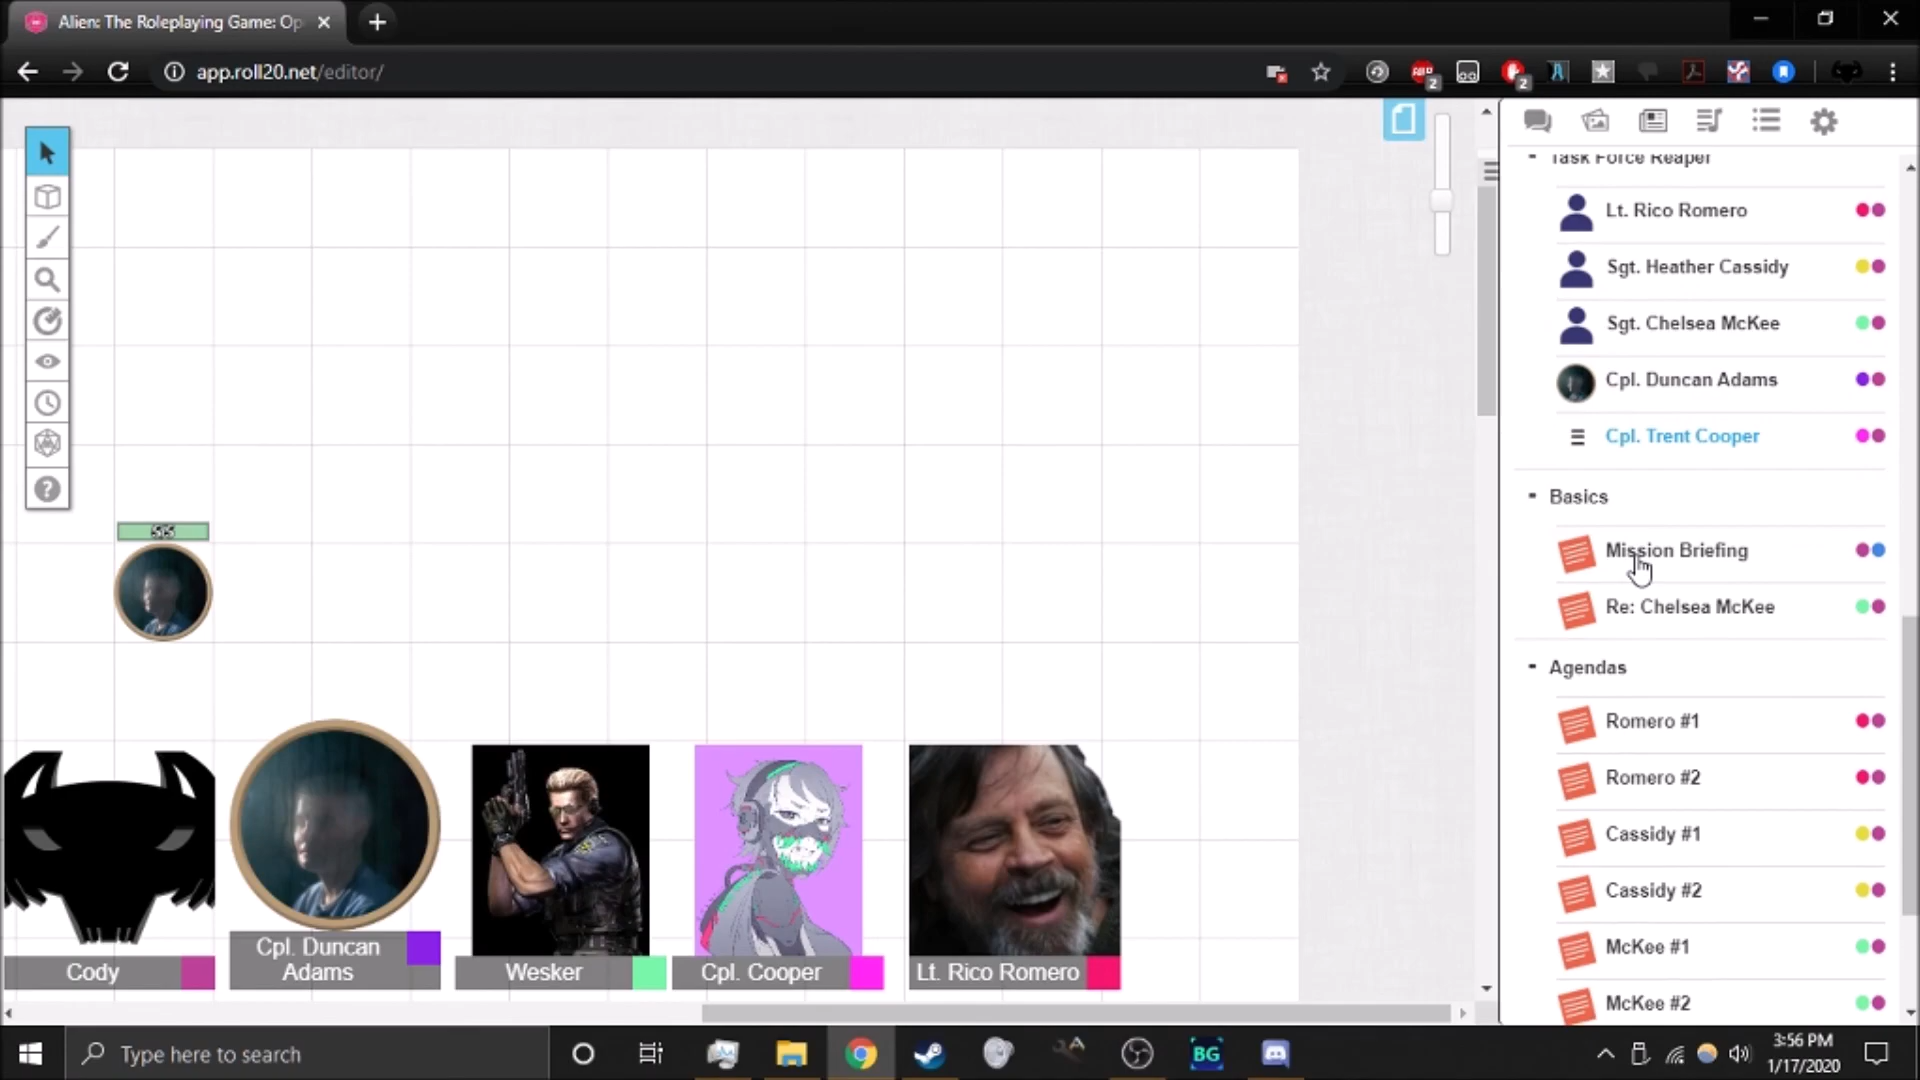 Alien: The Roleplaying Game: Op
app.roll20.net/editor/
2
2
Task Force Reaper
Lt. Rico Romero
Sgt. Heather Cassidy
Sgt. Chelsea McKee
Cpl. Duncan Adams
Cpl. Trent Cooper
Basics
Mission Briefing
Re: Chelsea McKee
Agendas
Romero #1
Romero #2
Cassidy #1
Cassidy #2
McKee #1
McKee #2
Cody
Cpl. Duncan
Adams
Wesker
Cpl. Cooper
Lt. Rico Romero
Type here to search
BG
3:56 PM
1/17/2020